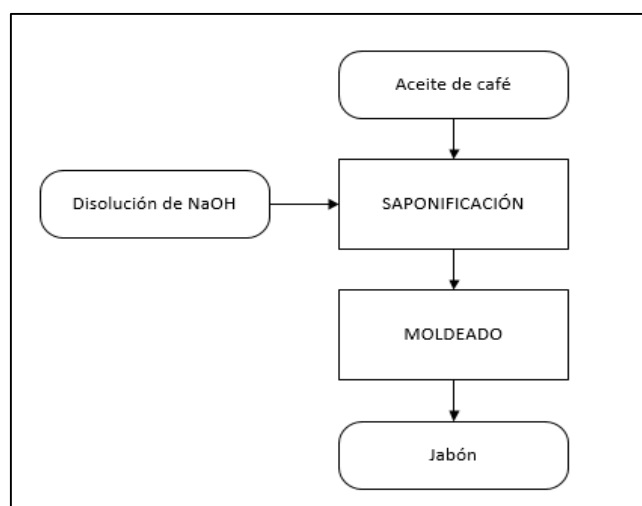 Aceite de café
Disolución de NaOH
SAPONIFICACIÓN
MOLDEADO
Jabón